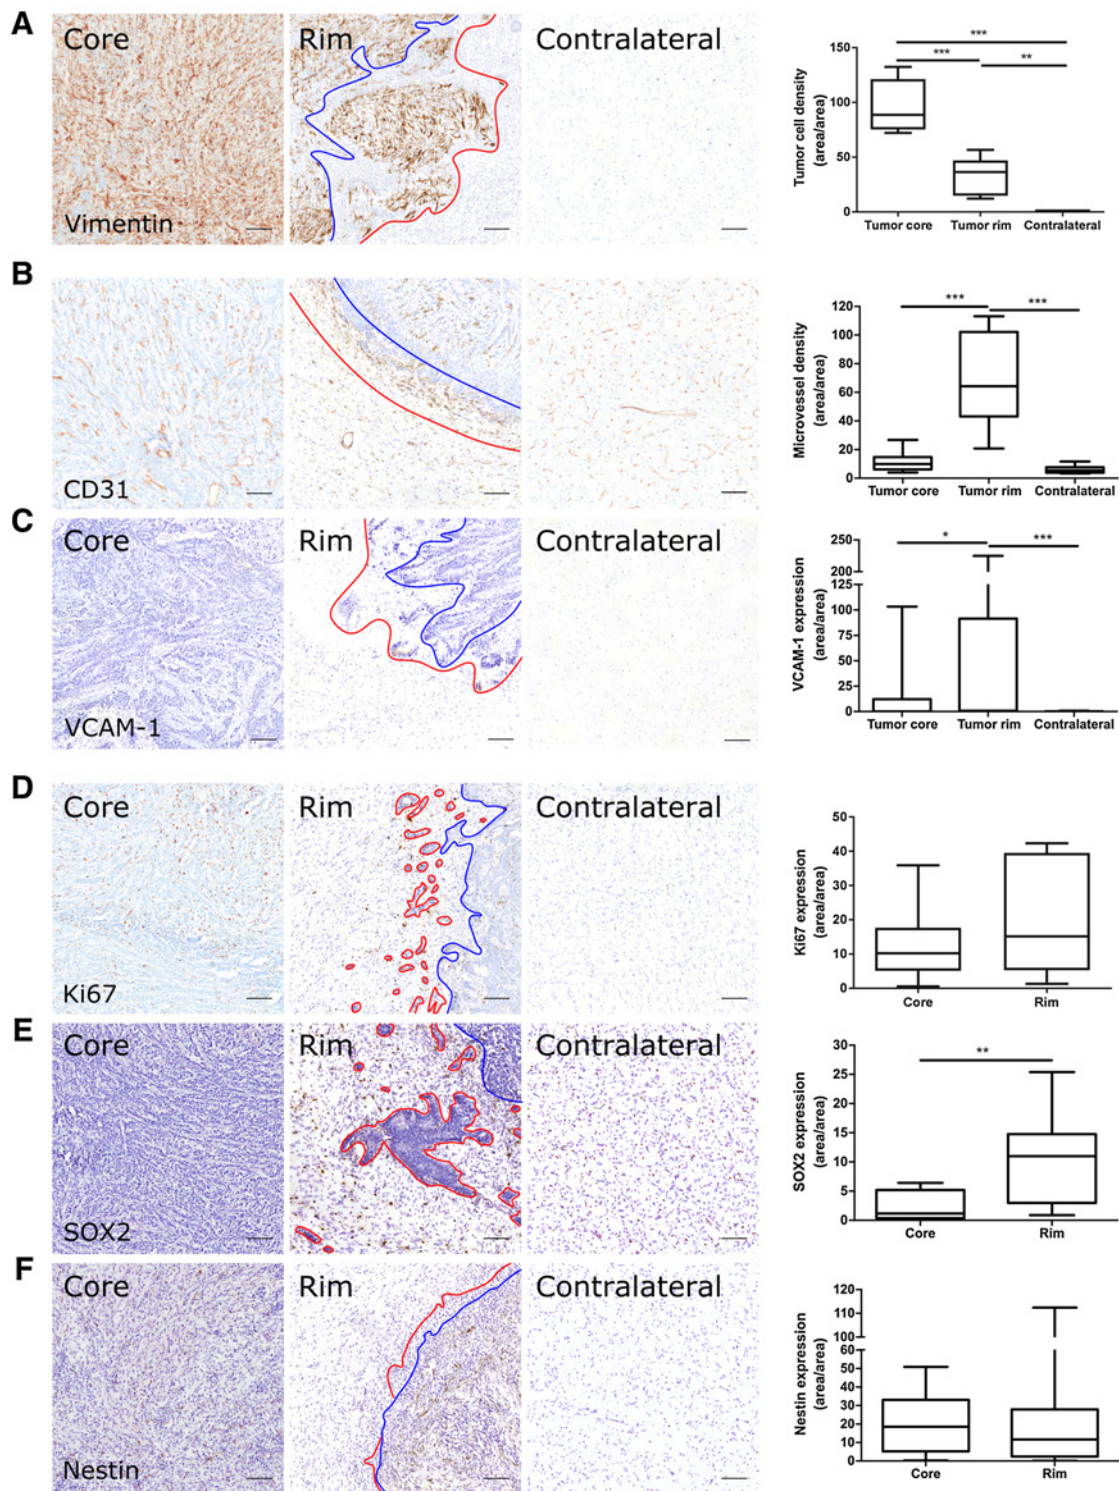 A
Core
Rim
Contralateral
Vimentin
Tumor cell density
(area/area)
150
100
50
0
***
***
**
Tumor core
Tumor rim
Contralateral
B
CD31
Microvessel density
(area/area)
120
100
80
60
40
20
0
***
***
Tumor core
Tumor rim
Contralateral
C
Core
Rim
Contralateral
VCAM-1
VCAM-1 expression
(area/area)
250
200
125
100
75
50
25
0
*
***
Tumor core
Tumor rim
Contralateral
D
Core
Rim
Contralateral
Ki67
Ki67 expression
(area/area)
50
40
30
20
10
0
Core
Rim
E
Core
Rim
Contralateral
SOX2
SOX2 expression
(area/area)
30
25
20
15
10
5
0
**
Core
Rim
F
Core
Rim
Contralateral
Nestin
Nestin expression
(area/area)
120
110
100
60
50
40
30
20
10
0
Core
Rim